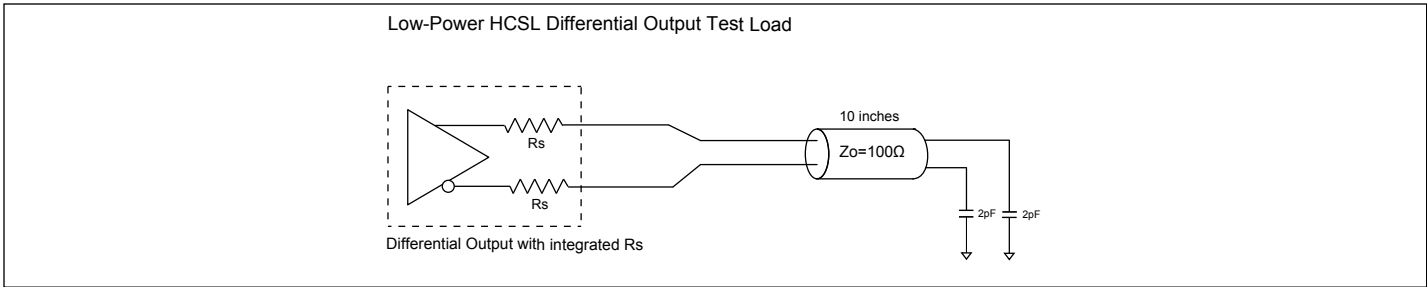 Low-Power HCSL Differential Output Test Load
10 inches
Rs
Zo=100Ω
Rs
2pF 2pF
Differential Output with integrated Rs